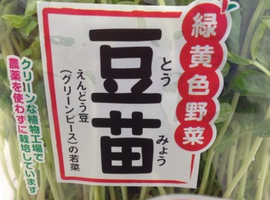 緑黄色野菜
豆苗
とう
みょう
えんどう豆
(グリーンピース)の若菜
クリーンな植物工場で
農薬を使わずに栽培しています